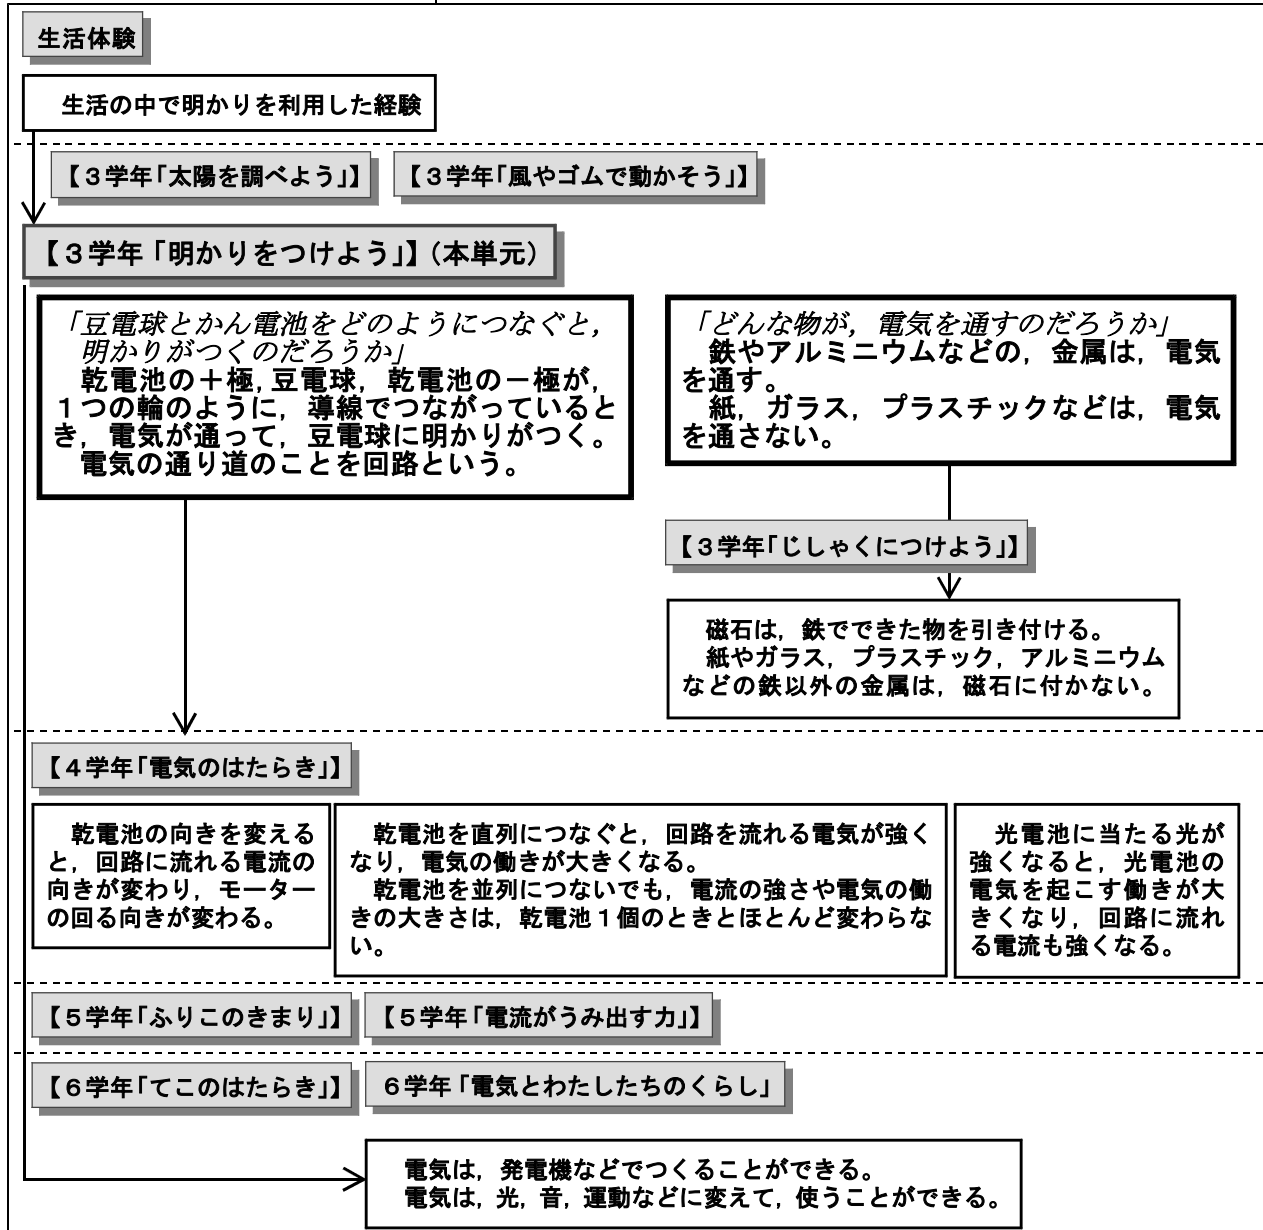 生活体験
生活の中で明かりを利用した経験
【３学年「太陽を調べよう」】
【３学年「風やゴムで動かそう」】
【３学年「明かりをつけよう」】（本単元）
「豆電球とかん電池をどのようにつなぐと，
明かりがつくのだろうか」
乾電池の＋極，豆電球，乾電池の－極が，
１つの輪のように，導線でつながっていると
き，電気が通って，豆電球に明かりがつく。
電気の通り道のことを回路という。
「どんな物が，電気を通すのだろうか」
鉄やアルミニウムなどの，金属は，電気
を通す。
紙，ガラス，プラスチックなどは，電気
を通さない。
【３学年「じしゃくにつけよう」】
磁石は，鉄でできた物を引き付ける。
紙やガラス，プラスチック，アルミニウム
などの鉄以外の金属は，磁石に付かない。
【４学年「電気のはたらき」】
乾電池の向きを変える
と，回路に流れる電流の
向きが変わり，モーター
の回る向きが変わる。
乾電池を直列につなぐと，回路を流れる電気が強く
なり，電気の働きが大きくなる。
乾電池を並列につないでも，電流の強さや電気の働
きの大きさは，乾電池１個のときとほとんど変わらな
い。
光電池に当たる光が
強くなると，光電池の
電気を起こす働きが大
きくなり，回路に流れ
る電流も強くなる。
【５学年「ふりこのきまり」】
【５学年「電流がうみ出す力」】
【６学年「てこのはたらき」】
６学年「電気とわたしたちのくらし」
電気は，発電機などでつくることができる。
電気は，光，音，運動などに変えて，使うことができる。